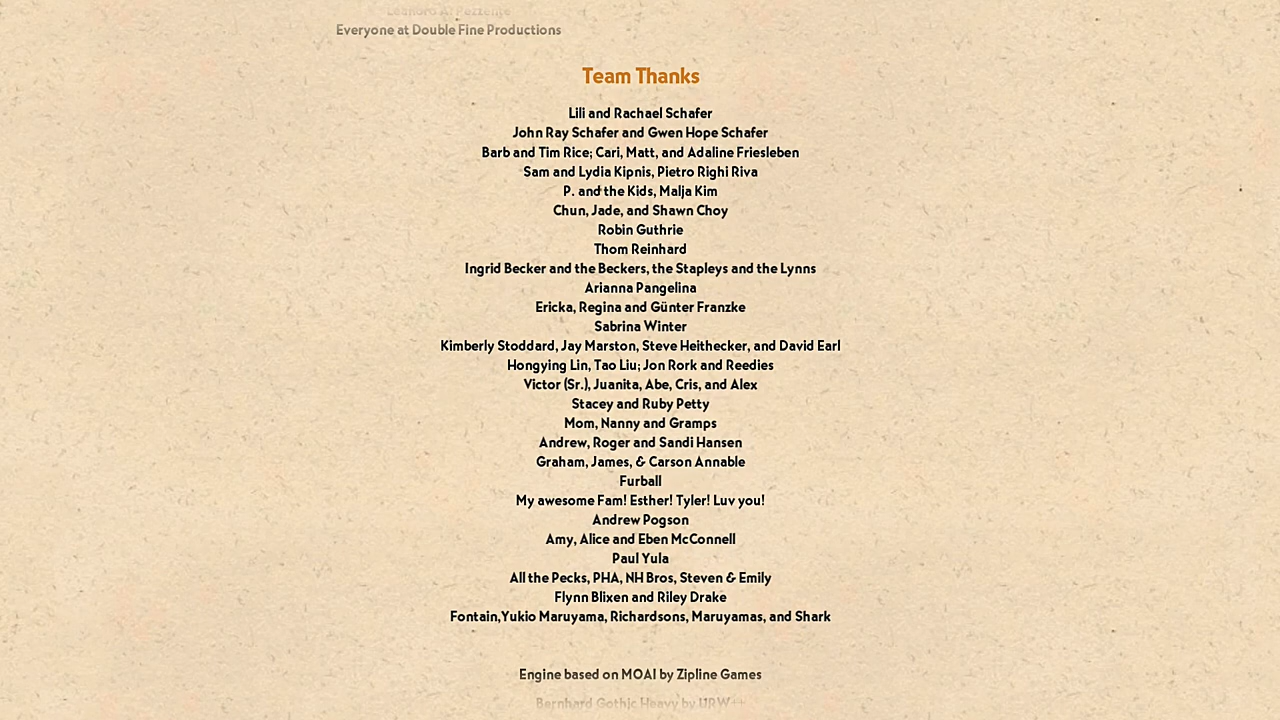 Leandro A. Pezzente
Everyone at Double Fine Productions
Team Thanks
Lili and Rachael Schafer
John Ray Schafer and Gwen Hope Schafer
Barb and Tim Rice; Cari, Matt, and Adaline Friesleben
Sam and Lydia Kipnis, Pietro Righi Riva
P. and the Kids, Malja Kim
Chun, Jade, and Shawn Choy
Robin Guthrie
Thom Reinhard
Ingrid Becker and the Beckers, the Stapleys and the Lynns
Arianna Pangelina
Ericka, Regina and Günter Franzke
Sabrina Winter
Kimberly Stoddard, Jay Marston, Steve Heithecker, and David Earl
Hongying Lin, Tao Liu; Jon Rork and Reedies
Victor (Sr.), Juanita, Abe, Cris, and Alex
Stacey and Ruby Petty
Mom, Nanny and Gramps
Andrew, Roger and Sandi Hansen
Graham, James, & Carson Annable
Furball
My awesome Fam! Esther! Tyler! Luv you!
Andrew Pogson
Amy, Alice and Eben McConnell
Paul Yula
All the Pecks, PHA, NH Bros, Steven & Emily
Flynn Blixen and Riley Drake
Fontain,Yukio Maruyama, Richardsons, Maruyamas, and Shark
Engine based on MOAI by Zipline Games
Bernhard Gothic Heavy by URW++